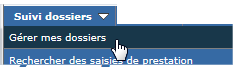 Suivi dossiers
Gérer mes dossiers
Rechercher des saisies de prestation